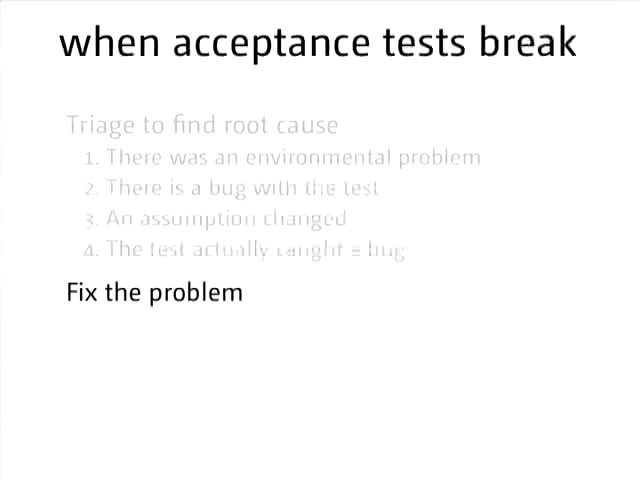 when acceptance tests break
Triage to find root cause
1. There was an environmental problem
2. There is a bug with the test
3. An assumption changed
4. The test actually caught a bug
Fix the problem